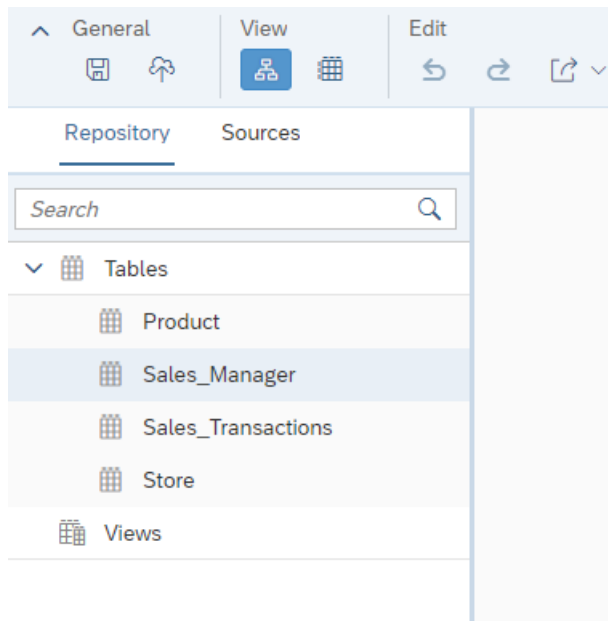 General View Edit
Repository Sources
Search
Tables
Product
Sales_Manager
Sales_Transactions
Store
Views